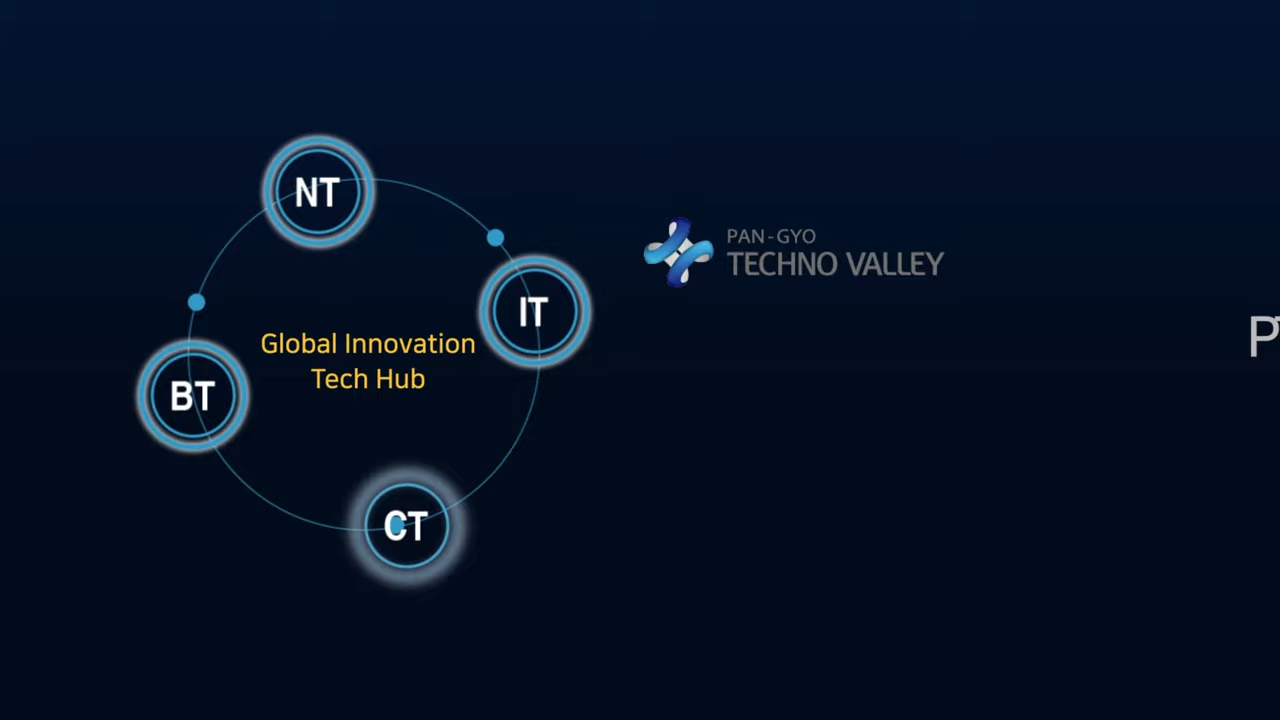 NT
IT
BT
CT
Global Innovation
Tech Hub
PAN-GYO
TECHNO VALLEY